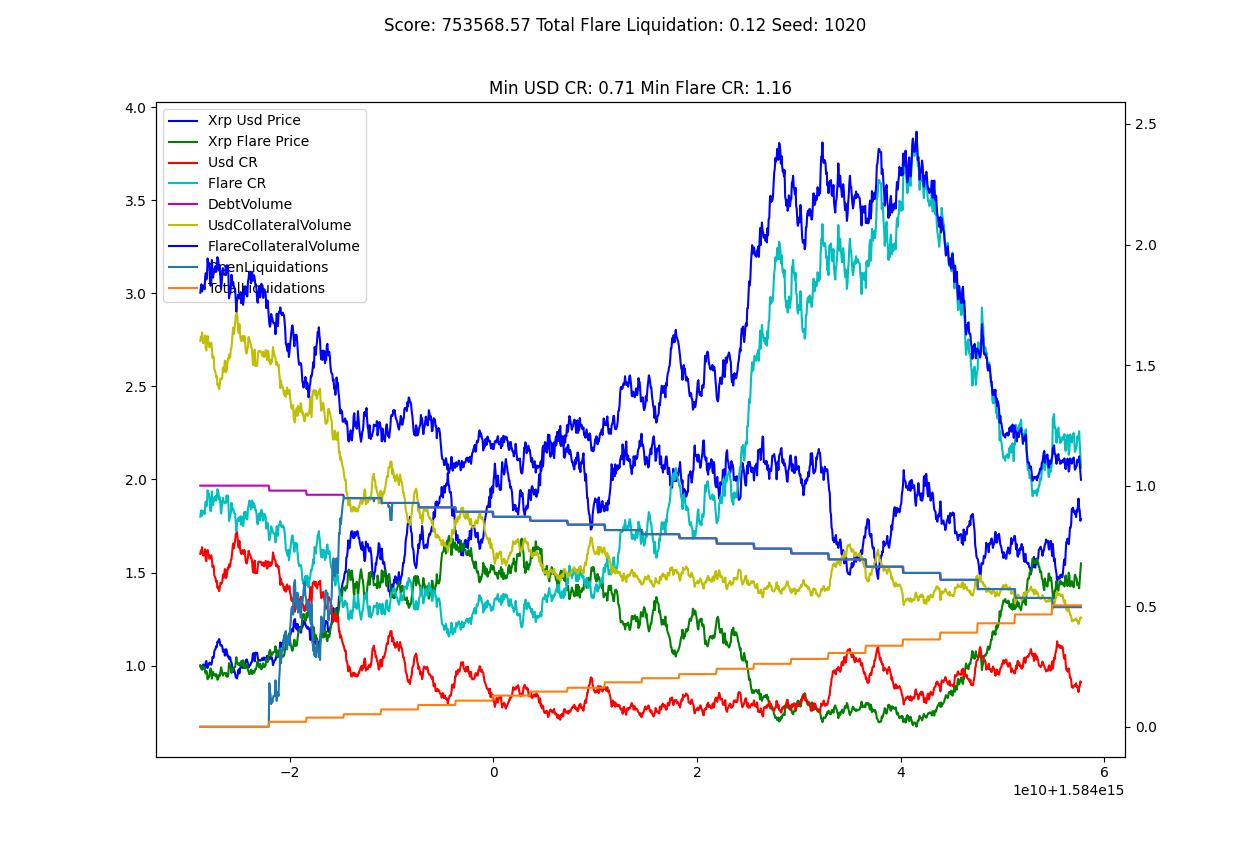 Score: 753568.57 Total Flare Liquidation: 0.12 Seed: 1020
Min USD CR: 0.71 Min Flare CR: 1.16
4.0
3.5
3.0
2.5
2.0
1.5
1.0
Xrp Usd Price
Xrp Flare Price
Usd CR
Flare CR
DebtVolume
UsdCollateralVolume
FlareCollateralVolume
OpenLiquidations
TotalLiquidations
2.5
2.0
1.5
1.0
0.5
0.0
−2 0 2 4 6
1e10+1.584e15